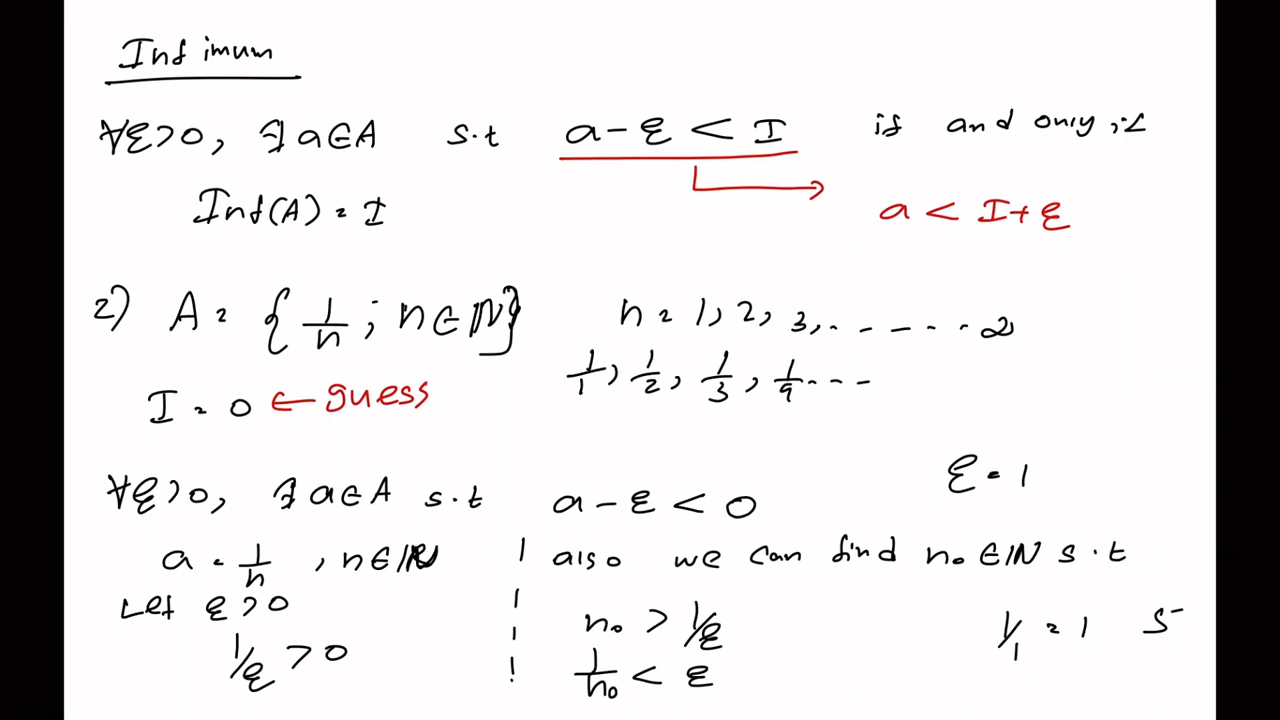 Infimum
∀ε>0, ∃ a∈A s.t a-ε < I if and only if
Inf(A) = I
a < I+ε
2) A = { 1/n ; n∈ℕ} n = 1, 2, 3, ....... ∞
1/1, 1/2, 1/3, 1/9 ....
I = 0 ← guess
∀ε>0, ∃ a∈A s.t a-ε < 0
ε = 1
a = 1/n , n∈ℕ
Let ε>0
1/ε > 0
also we can find n₀∈ℕ s.t
n₀ > 1/ε
1/n₀ < ε
1/1 = 1 5